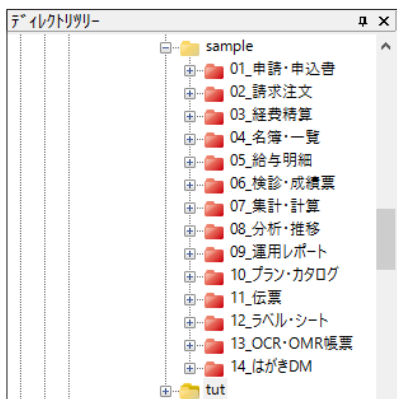 ﾃﾞｨﾚｸﾄﾘﾂﾘｰ
sample
01_申請・申込書
02_請求注文
03_経費精算
04_名簿・一覧
05_給与明細
06_検診・成績票
07_集計・計算
08_分析・推移
09_運用レポート
10_プラン・カタログ
11_伝票
12_ラベル・シート
13_OCR・OMR帳票
14_はがきDM
tut